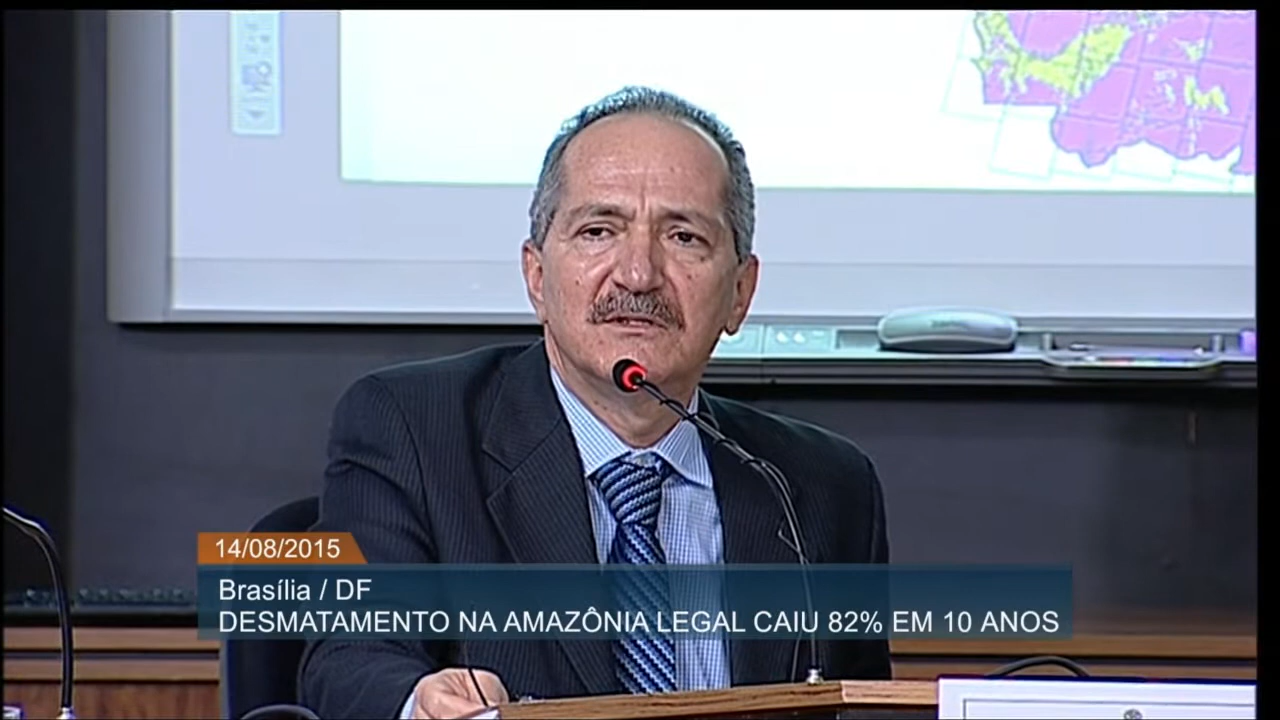 14/08/2015
Brasília / DF
DESMATAMENTO NA AMAZÔNIA LEGAL CAIU 82% EM 10 ANOS